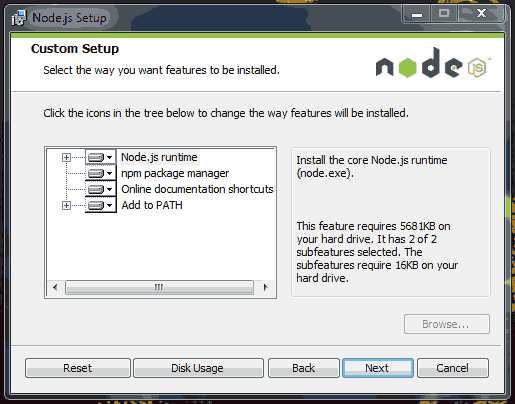 Node.js Setup
Custom Setup
Select the way you want features to be installed.
node
JS
Click the icons in the tree below to change the way features will be installed.
Node.js runtime
npm package manager
Online documentation shortcuts
Add to PATH
Install the core Node.js runtime
(node.exe).
This feature requires 5681KB on
your hard drive. It has 2 of 2
subfeatures selected. The
subfeatures require 16KB on your
hard drive.
Browse...
Reset
Disk Usage
Back
Next
Cancel